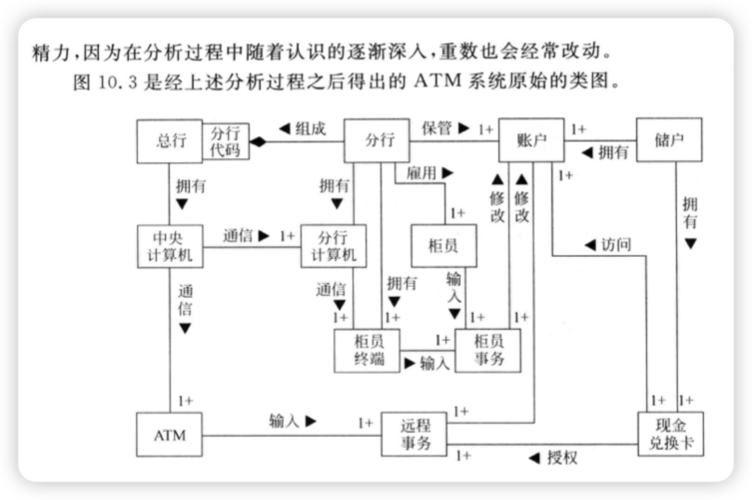 精力,因为在分析过程中随着认识的逐渐深入,重数也会经常改动。
图 10.3 是经上述分析过程之后得出的 ATM 系统原始的类图。
总行
分行
代码
◀ 组成
分行
保管 ▶
1+
账户
1+
◀ 拥有
储户
拥有
▼
拥有
▼
雇用 ▶
▲
修
改
▲
修
改
1+
拥
有
▼
中央
计算机
通信 ▶
1+
分行
计算机
1+
柜员
◀ 访问
通
信
▼
通信
▼
拥有
▼
输
入
▼
1+
1+
1+
1+
柜员
终端
1+
▶ 输入
柜员
事务
1+
ATM
输入 ▶
1+
远程
事务
1+
1+
◀ 授权
1+
1+
现金
兑换卡